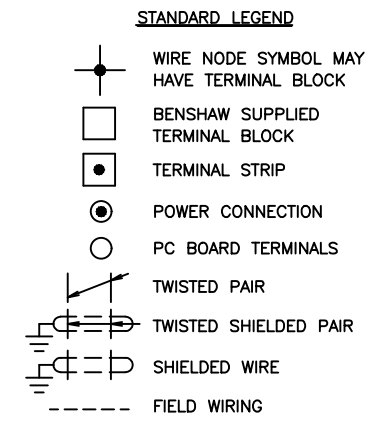 STANDARD LEGEND
WIRE NODE SYMBOL MAY
HAVE TERMINAL BLOCK
BENSHAW SUPPLIED
TERMINAL BLOCK
TERMINAL STRIP
POWER CONNECTION
PC BOARD TERMINALS
TWISTED PAIR
TWISTED SHIELDED PAIR
SHIELDED WIRE
FIELD WIRING